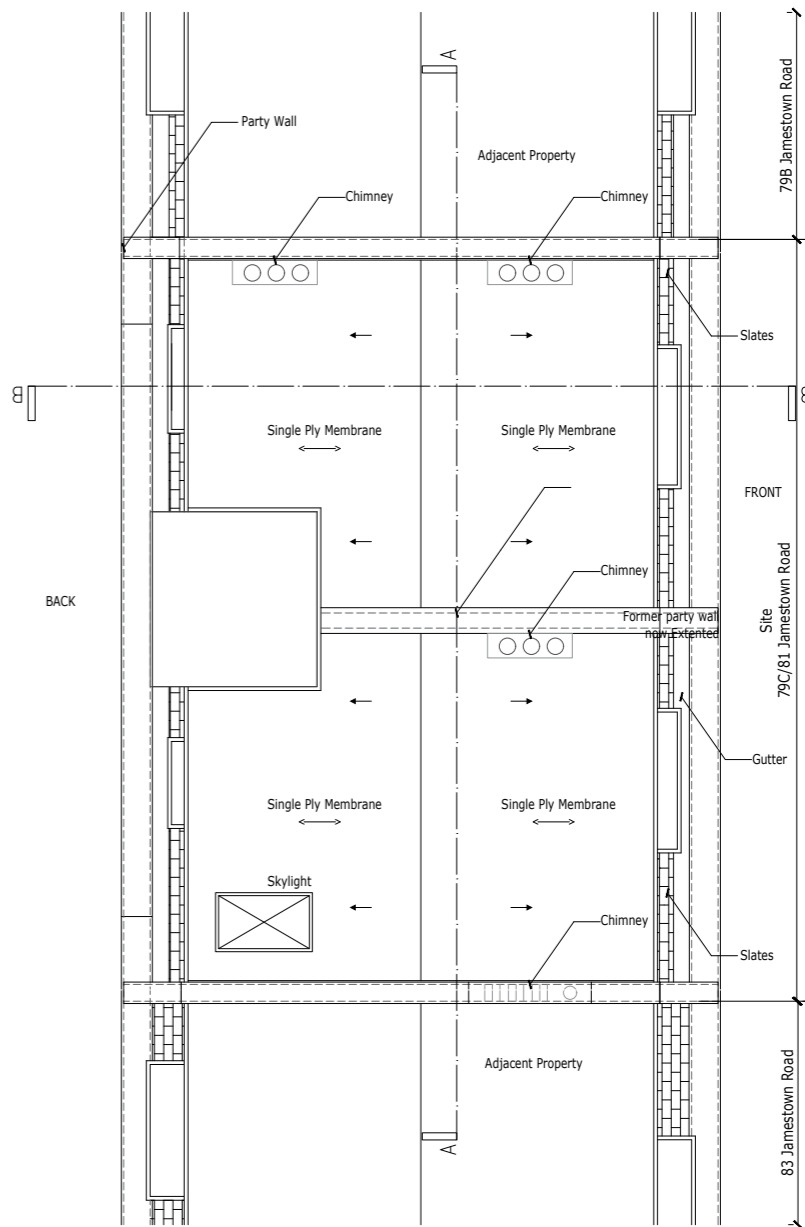 A
79B Jamestown Road
Party Wall
Adjacent Property
Chimney
Chimney
Slates
B
B
Single Ply Membrane
Single Ply Membrane
FRONT
Chimney
BACK
Former party wall
now Extented
Site
79C/81 Jamestown Road
Gutter
Single Ply Membrane
Single Ply Membrane
Skylight
Chimney
Slates
Adjacent Property
83 Jamestown Road
A